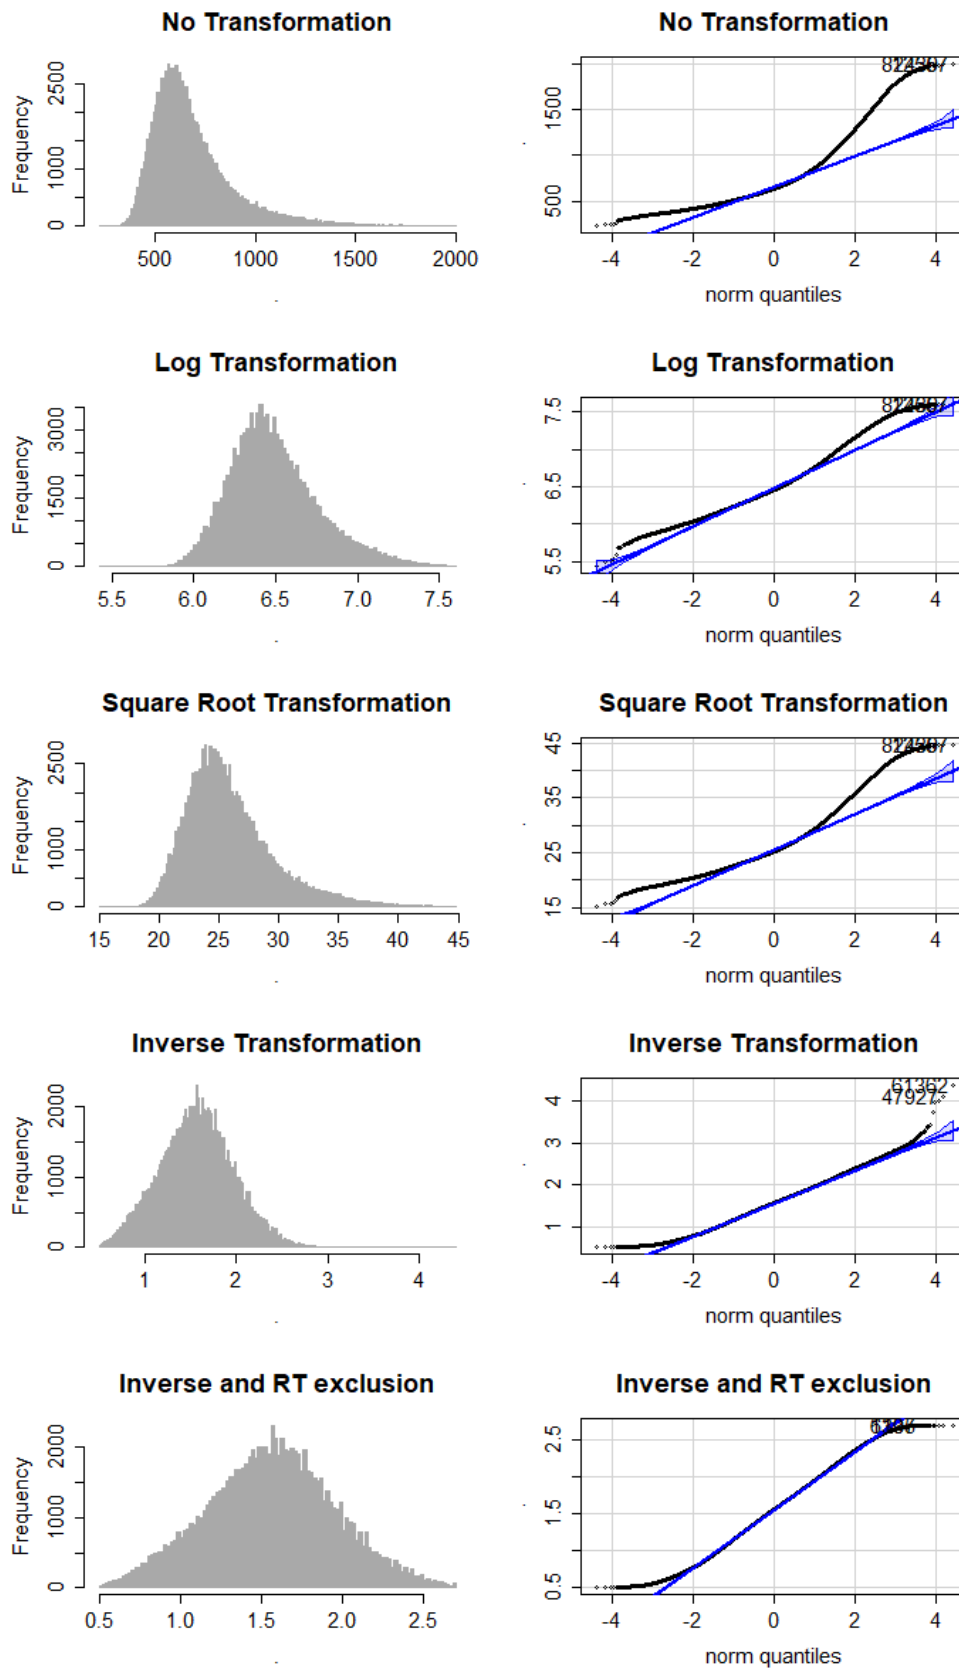 No Transformation
No Transformation
Frequency
0 1000 2500
500 1000 1500 2000
500 1500
-4 -2 0 2 4
norm quantiles
Log Transformation
Log Transformation
Frequency
0 1500 3000
5.5 6.0 6.5 7.0 7.5
5.5 6.5 7.5
-4 -2 0 2 4
norm quantiles
Square Root Transformation
Square Root Transformation
Frequency
0 1000 2500
15 20 25 30 35 40 45
15 25 35 45
-4 -2 0 2 4
norm quantiles
Inverse Transformation
Inverse Transformation
Frequency
0 1000 2000
1 2 3 4
1 2 3 4
61362
47927
-4 -2 0 2 4
norm quantiles
Inverse and RT exclusion
Inverse and RT exclusion
Frequency
0 1000 2000
0.5 1.0 1.5 2.0 2.5
0.5 1.5 2.5
-4 -2 0 2 4
norm quantiles